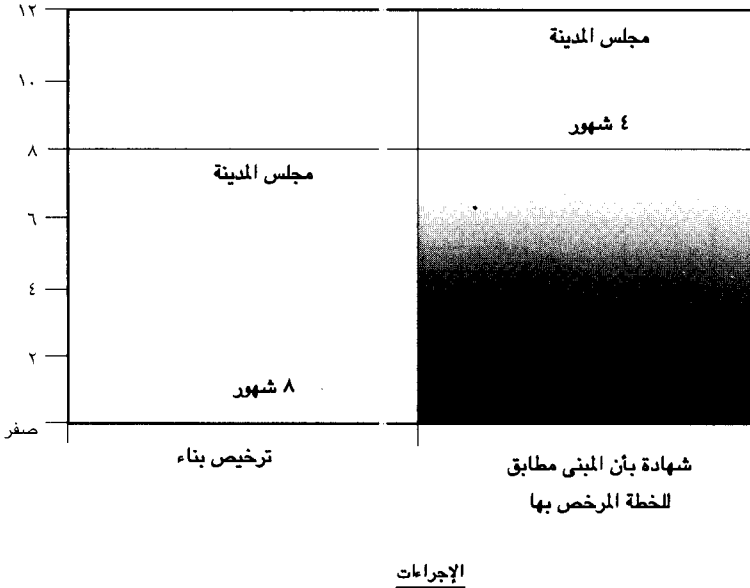 ١٢
١٠
٨
٦
٤
٢
صفر
مجلس المدينة
٤ شهور
مجلس المدينة
٨ شهور
ترخيص بناء
شهادة بأن المبنى مطابق
للخطة المرخص بها
الإجراءات